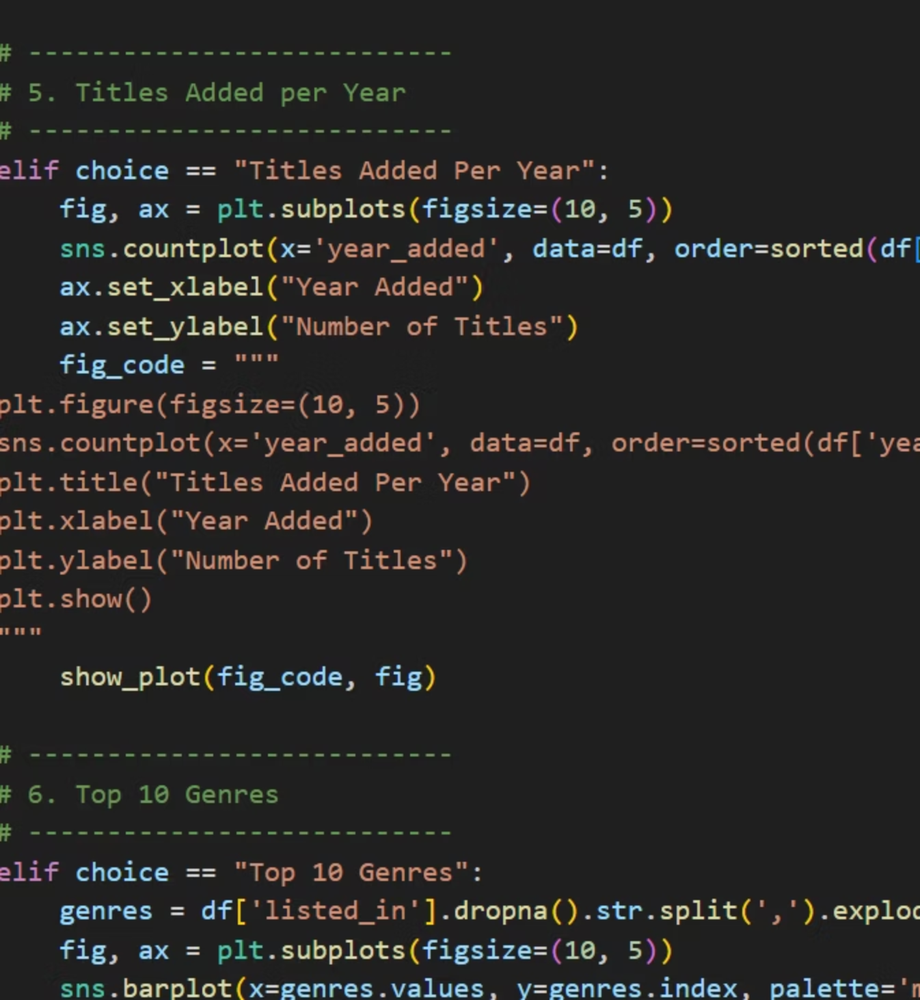 # ---------------------------
# 5. Titles Added per Year
# ---------------------------
elif choice == "Titles Added Per Year":
    fig, ax = plt.subplots(figsize=(10, 5))
    sns.countplot(x='year_added', data=df, order=sorted(df[
    ax.set_xlabel("Year Added")
    ax.set_ylabel("Number of Titles")
    fig_code = """
plt.figure(figsize=(10, 5))
sns.countplot(x='year_added', data=df, order=sorted(df['yea
plt.title("Titles Added Per Year")
plt.xlabel("Year Added")
plt.ylabel("Number of Titles")
plt.show()
"""
    show_plot(fig_code, fig)
# ---------------------------
# 6. Top 10 Genres
# ---------------------------
elif choice == "Top 10 Genres":
    genres = df['listed_in'].dropna().str.split(',').explod
    fig, ax = plt.subplots(figsize=(10, 5))
    sns.barplot(x=genres.values, y=genres.index, palette='m